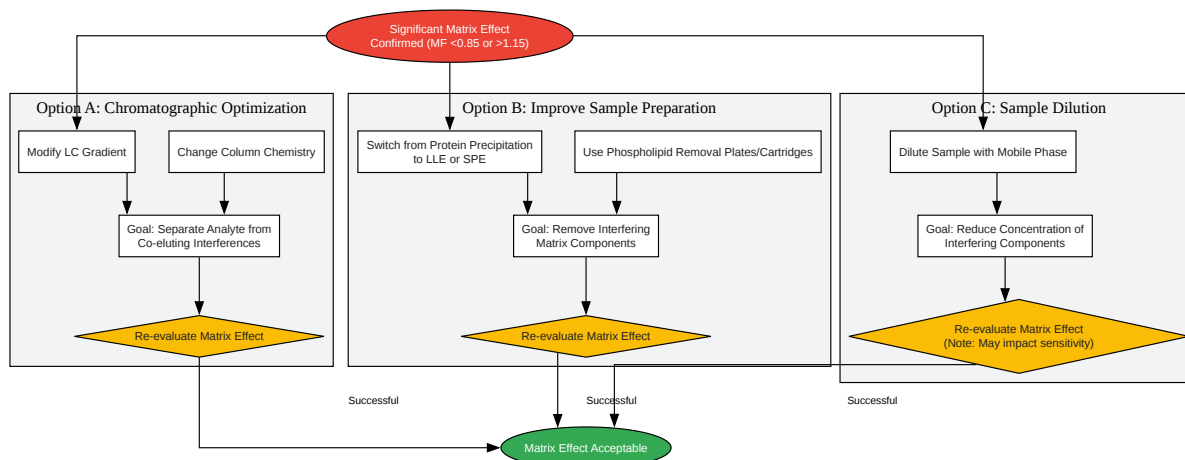 Significant Matrix Effect
Confirmed (MF <0.85 or >1.15)
Option A: Chromatographic Optimization
Modify LC Gradient
Change Column Chemistry
Goal: Separate Analyte from
Co-eluting Interferences
Re-evaluate Matrix Effect
Option B: Improve Sample Preparation
Switch from Protein Precipitation
to LLE or SPE
Use Phospholipid Removal Plates/Cartridges
Goal: Remove Interfering
Matrix Components
Re-evaluate Matrix Effect
Option C: Sample Dilution
Dilute Sample with Mobile Phase
Goal: Reduce Concentration of
Interfering Components
Re-evaluate Matrix Effect
(Note: May impact sensitivity)
Successful
Successful
Successful
Matrix Effect Acceptable